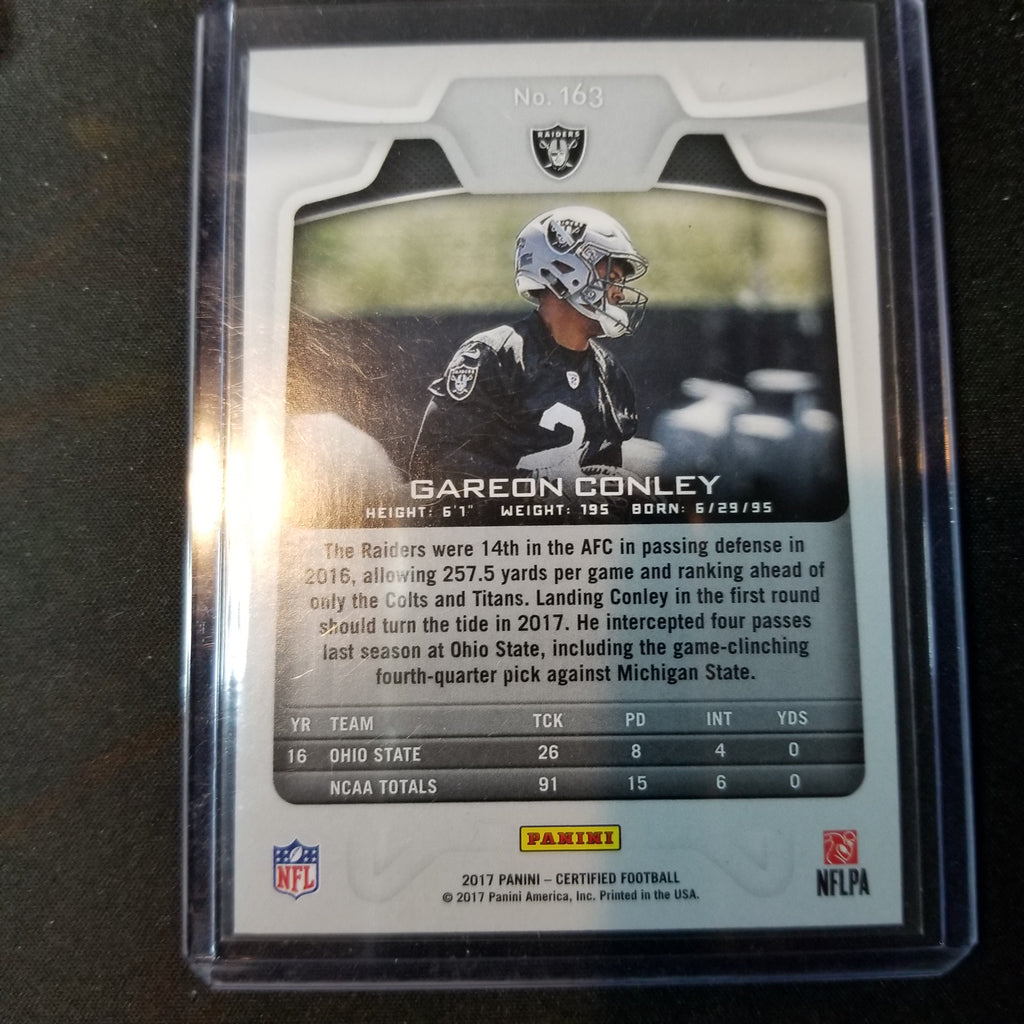 No. 163
RAIDERS
2
GAREON CONLEY
HEIGHT: 6'1" WEIGHT: 195 BORN: 6/29/95
The Raiders were 14th in the AFC in passing defense in
2016, allowing 257.5 yards per game and ranking ahead of
only the Colts and Titans. Landing Conley in the first round
should turn the tide in 2017. He intercepted four passes
last season at Ohio State, including the game-clinching
fourth-quarter pick against Michigan State.
YR TEAM TCK PD INT YDS
16 OHIO STATE 26 8 4 0
NCAA TOTALS 91 15 6 0
PANINI
NFL
NFLPA
2017 PANINI – CERTIFIED FOOTBALL
© 2017 Panini America, Inc. Printed in the USA.